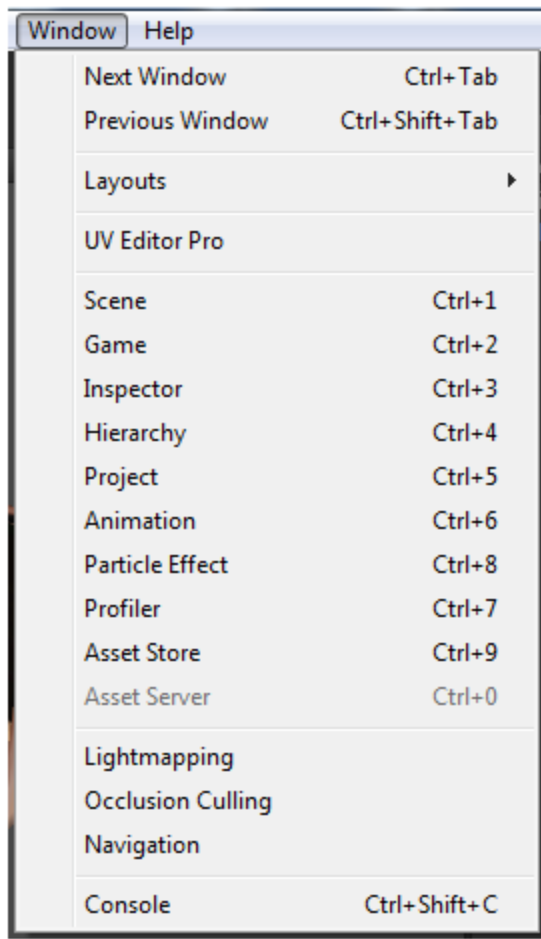 Window Help
Next Window Ctrl+Tab
Previous Window Ctrl+Shift+Tab
Layouts
UV Editor Pro
Scene Ctrl+1
Game Ctrl+2
Inspector Ctrl+3
Hierarchy Ctrl+4
Project Ctrl+5
Animation Ctrl+6
Particle Effect Ctrl+8
Profiler Ctrl+7
Asset Store Ctrl+9
Asset Server Ctrl+0
Lightmapping
Occlusion Culling
Navigation
Console Ctrl+Shift+C